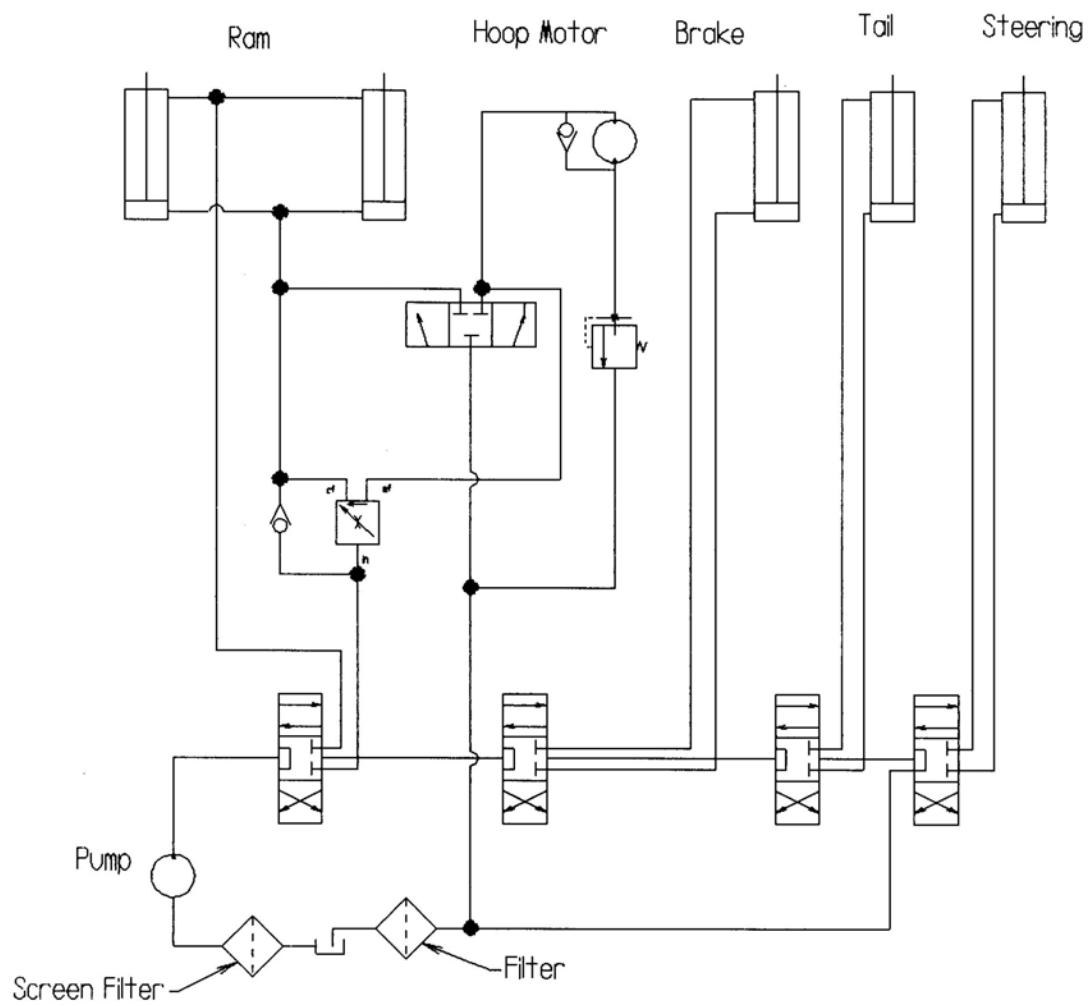 Ram
Hoop Motor
Brake
Tail
Steering
Pump
Screen Filter
Filter